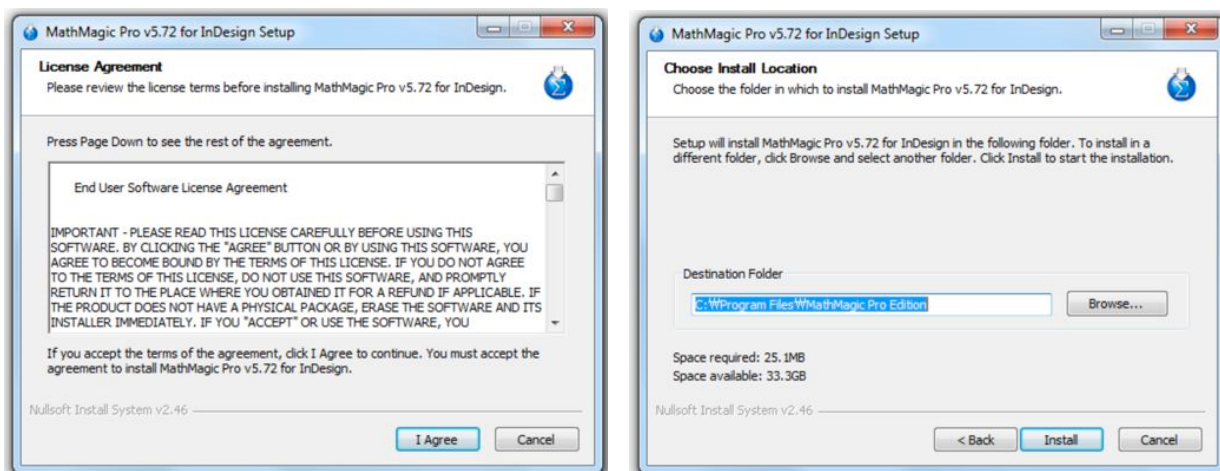 MathMagic Pro v5.72 for InDesign Setup
License Agreement
Please review the license terms before installing MathMagic Pro v5.72 for InDesign.
Press Page Down to see the rest of the agreement.
End User Software License Agreement
IMPORTANT - PLEASE READ THIS LICENSE CAREFULLY BEFORE USING THIS
SOFTWARE. BY CLICKING THE "AGREE" BUTTON OR BY USING THIS SOFTWARE, YOU
AGREE TO BECOME BOUND BY THE TERMS OF THIS LICENSE. IF YOU DO NOT AGREE
TO THE TERMS OF THIS LICENSE, DO NOT USE THIS SOFTWARE, AND PROMPTLY
RETURN IT TO THE PLACE WHERE YOU OBTAINED IT FOR A REFUND IF APPLICABLE. IF
THE PRODUCT DOES NOT HAVE A PHYSICAL PACKAGE, ERASE THE SOFTWARE AND ITS
INSTALLER IMMEDIATELY. IF YOU "ACCEPT" OR USE THE SOFTWARE, YOU
If you accept the terms of the agreement, click I Agree to continue. You must accept the
agreement to install MathMagic Pro v5.72 for InDesign.
Nullsoft Install System v2.46
I Agree
Cancel
MathMagic Pro v5.72 for InDesign Setup
Choose Install Location
Choose the folder in which to install MathMagic Pro v5.72 for InDesign.
Setup will install MathMagic Pro v5.72 for InDesign in the following folder. To install in a
different folder, click Browse and select another folder. Click Install to start the installation.
Destination Folder
C:₩Program Files₩MathMagic Pro Edition
Browse...
Space required: 25.1MB
Space available: 33.3GB
Nullsoft Install System v2.46
< Back
Install
Cancel